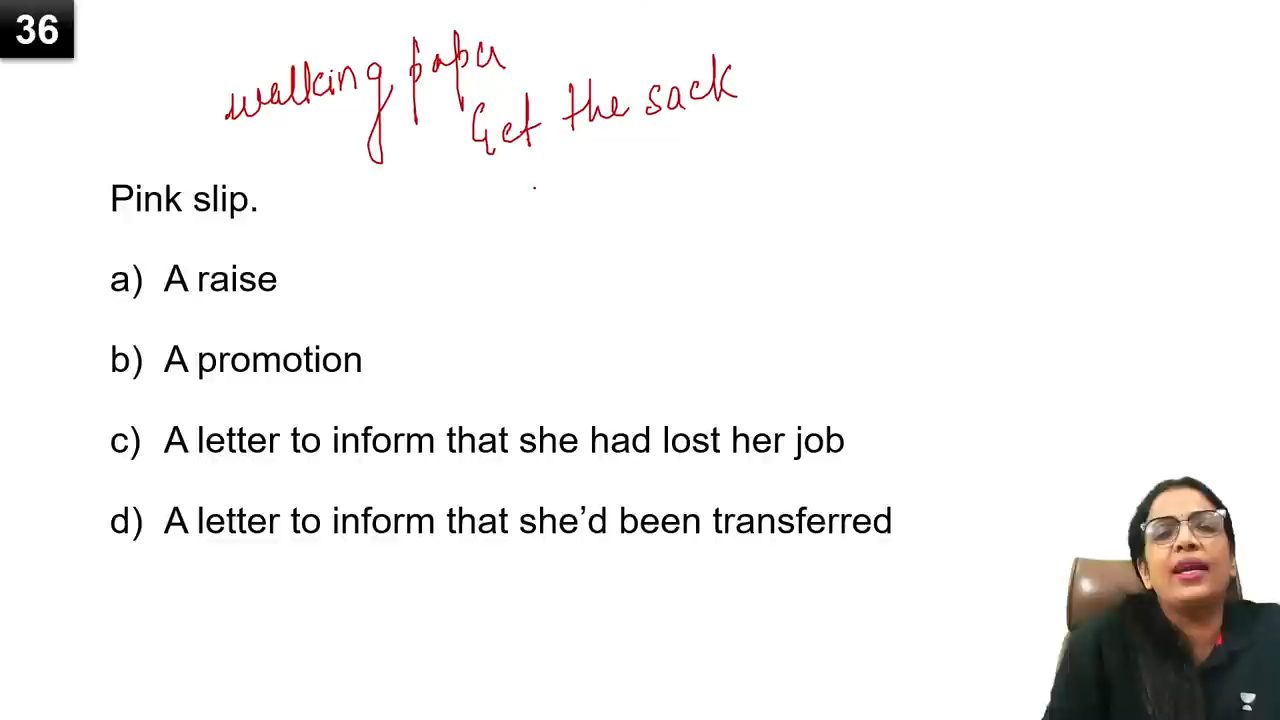 36
walking paper
Get the sack
Pink slip.
a) A raise
b) A promotion
c) A letter to inform that she had lost her job
d) A letter to inform that she’d been transferred